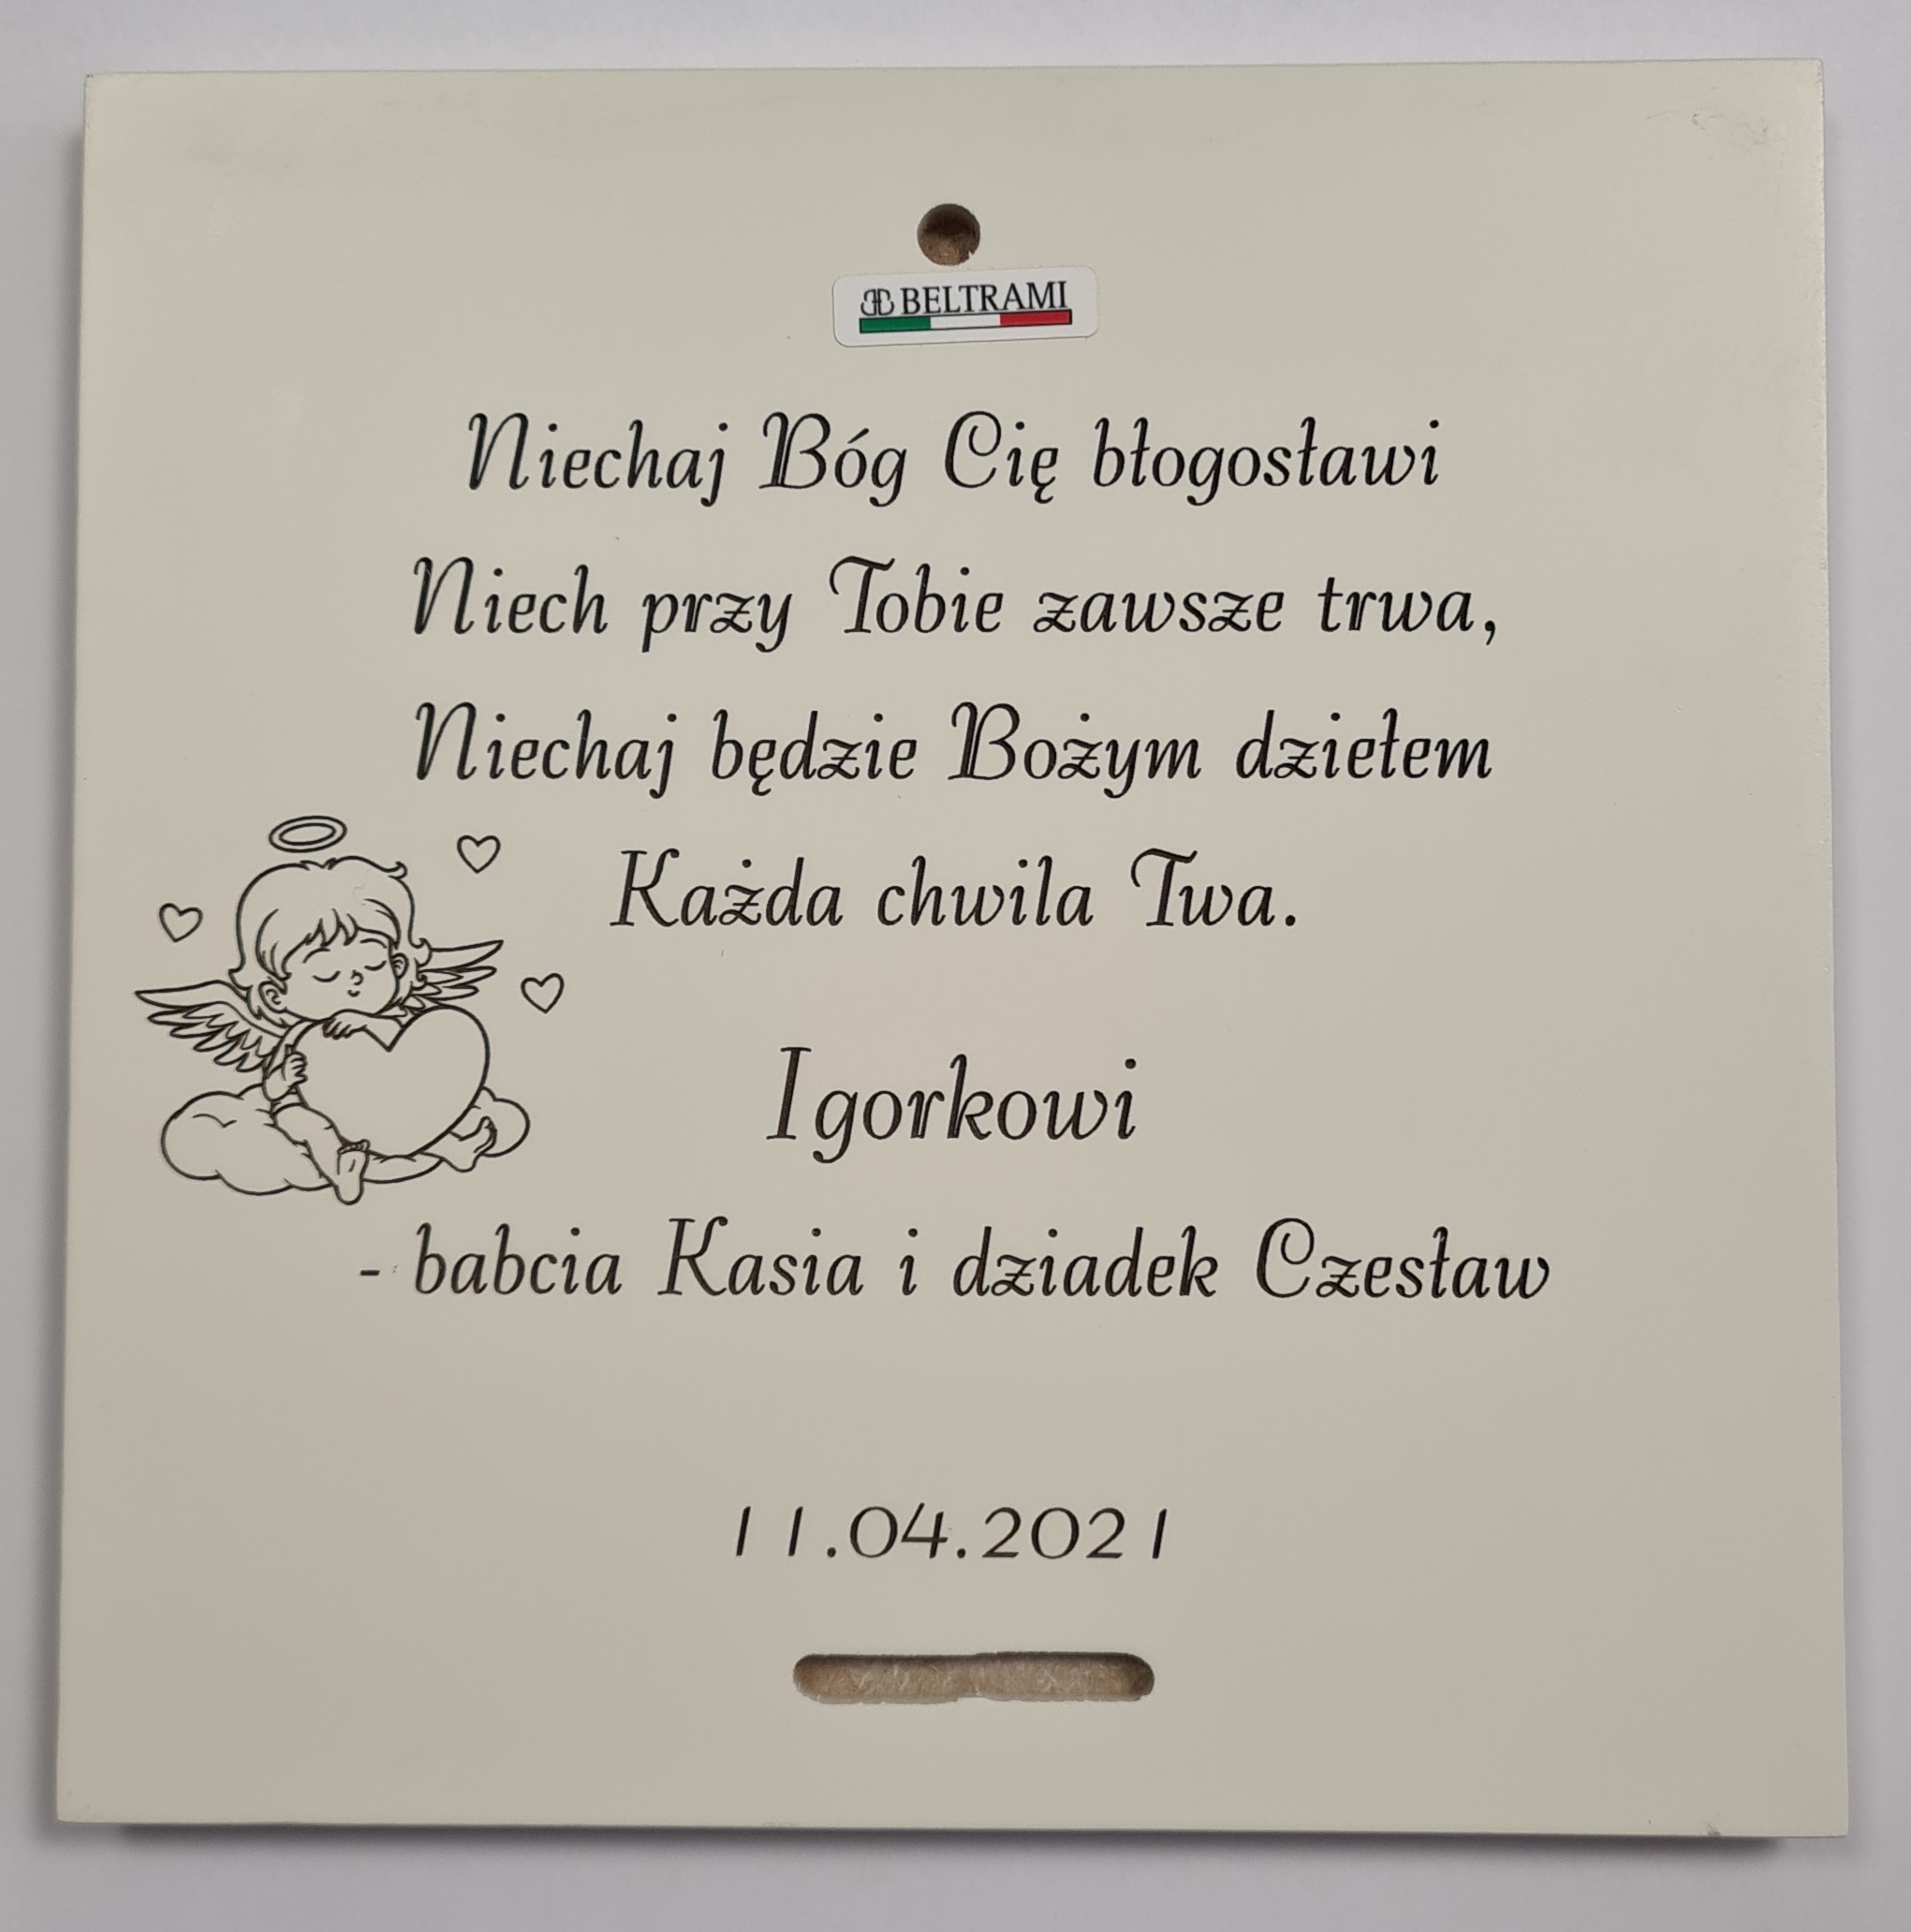 BELTRAMI
Niechaj Bóg Cię błogosławi
Niech przy Tobie zawsze trwa,
Niechaj będzie Bożym dziełem
Każda chwila Twa.
Igorkowi
- babcia Kasia i dziadek Czesław
11.04.2021